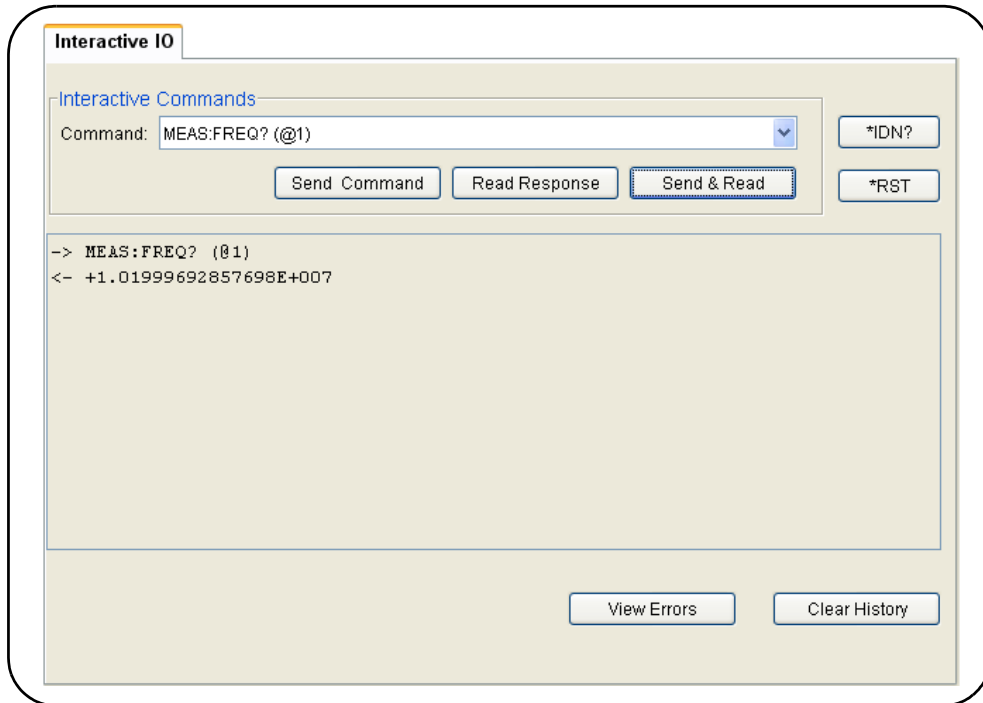 Interactive IO
Interactive Commands
Command: MEAS:FREQ? (@1)
*IDN?
Send Command Read Response Send & Read
*RST
-> MEAS:FREQ? (@1)
<- +1.01999692857698E+007
View Errors Clear History